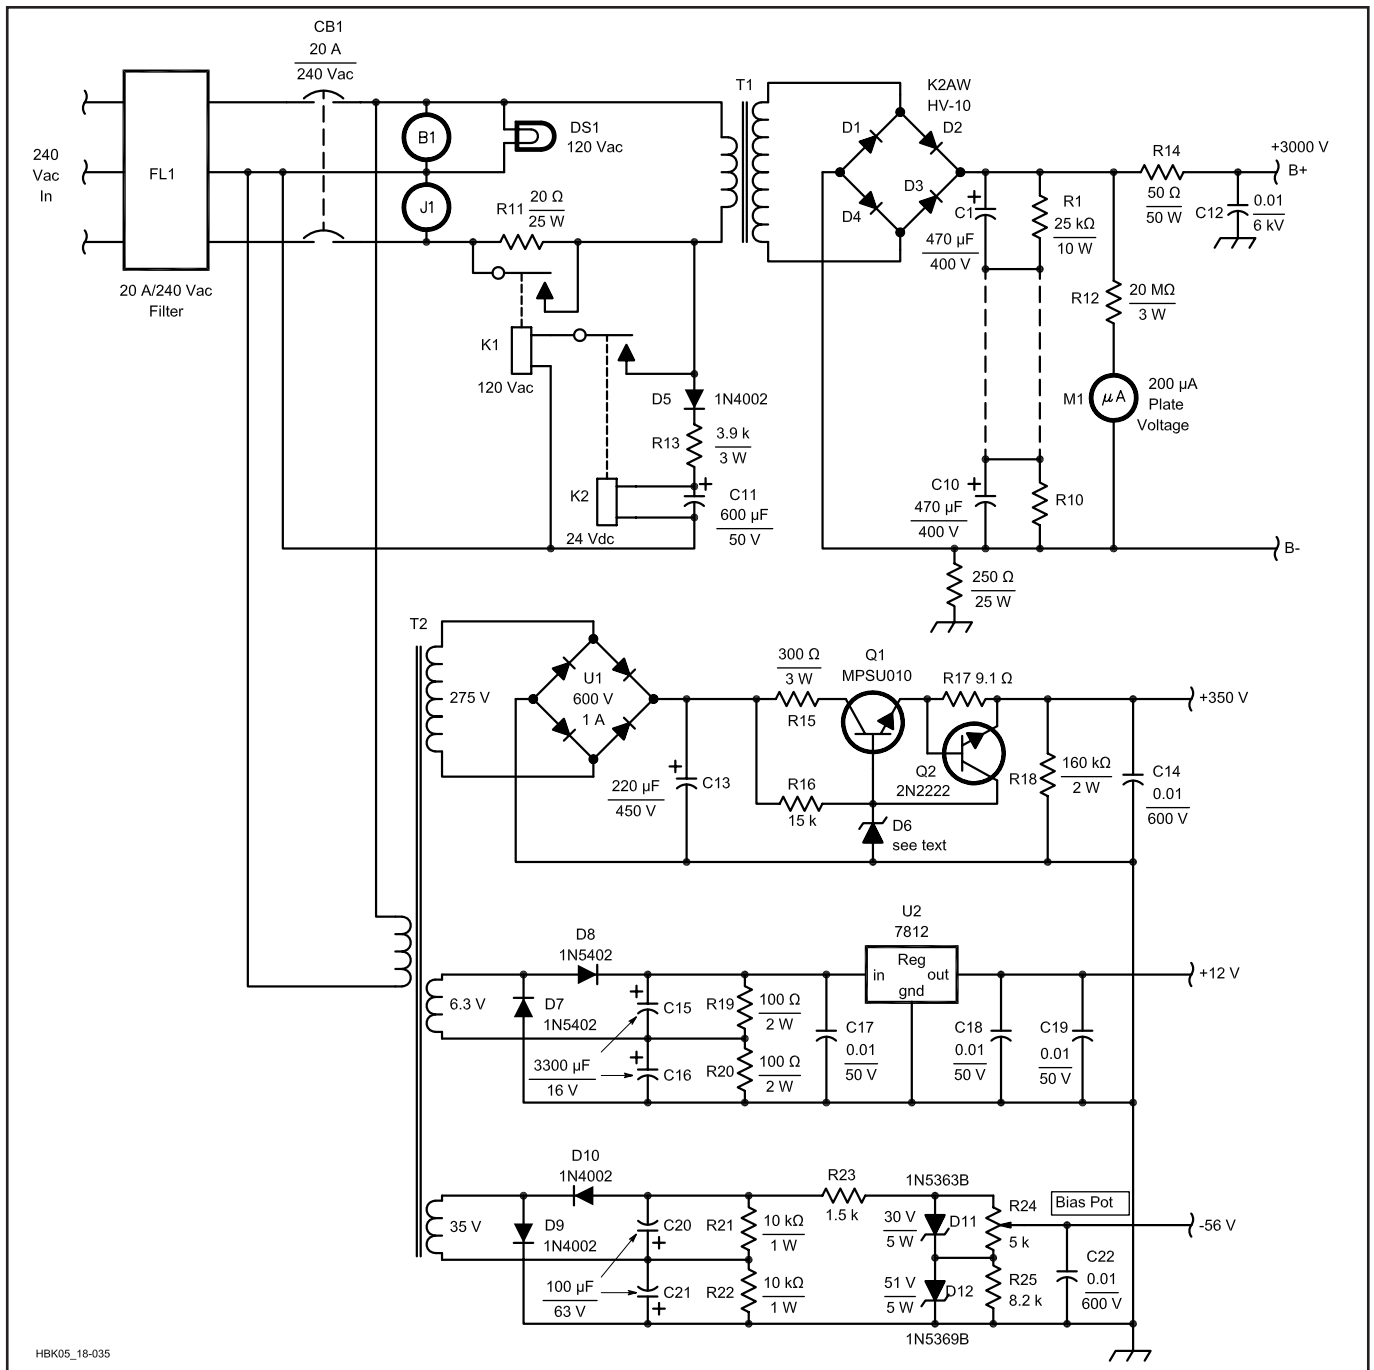 CB1
20 A
240 Vac
240
Vac
In
FL1
20 A/240 Vac
Filter
B1
J1
DS1
120 Vac
R11
20 Ω
25 W
K1
120 Vac
D5
1N4002
R13
3.9 k
3 W
K2
24 Vdc
C11
600 µF
50 V
T1
K2AW
HV-10
D1
D2
D3
D4
+
C1
470 µF
400 V
R1
25 kΩ
10 W
R14
50 Ω
50 W
+3000 V
B+
C12
0.01
6 kV
R12
20 MΩ
3 W
M1
µA
200 µA
Plate
Voltage
C10
+
470 µF
400 V
R10
B-
250 Ω
25 W
T2
275 V
U1
600 V
1 A
+
220 µF
450 V
C13
300 Ω
3 W
R15
Q1
MPSU010
R17 9.1 Ω
Q2
2N2222
R16
15 k
D6
see text
R18
160 kΩ
2 W
C14
0.01
600 V
+350 V
6.3 V
D8
1N5402
D7
1N5402
+
C15
+
C16
3300 µF
16 V
R19
100 Ω
2 W
R20
100 Ω
2 W
C17
0.01
50 V
U2
7812
Reg
in
out
gnd
C18
0.01
50 V
C19
0.01
50 V
+12 V
35 V
D10
1N4002
D9
1N4002
C20
+
C21
+
100 µF
63 V
R21
10 kΩ
1 W
R22
10 kΩ
1 W
R23
1.5 k
1N5363B
30 V
5 W
D11
51 V
5 W
D12
1N5369B
R24
5 k
R25
8.2 k
Bias Pot
C22
0.01
600 V
-56 V
HBK05_18-035